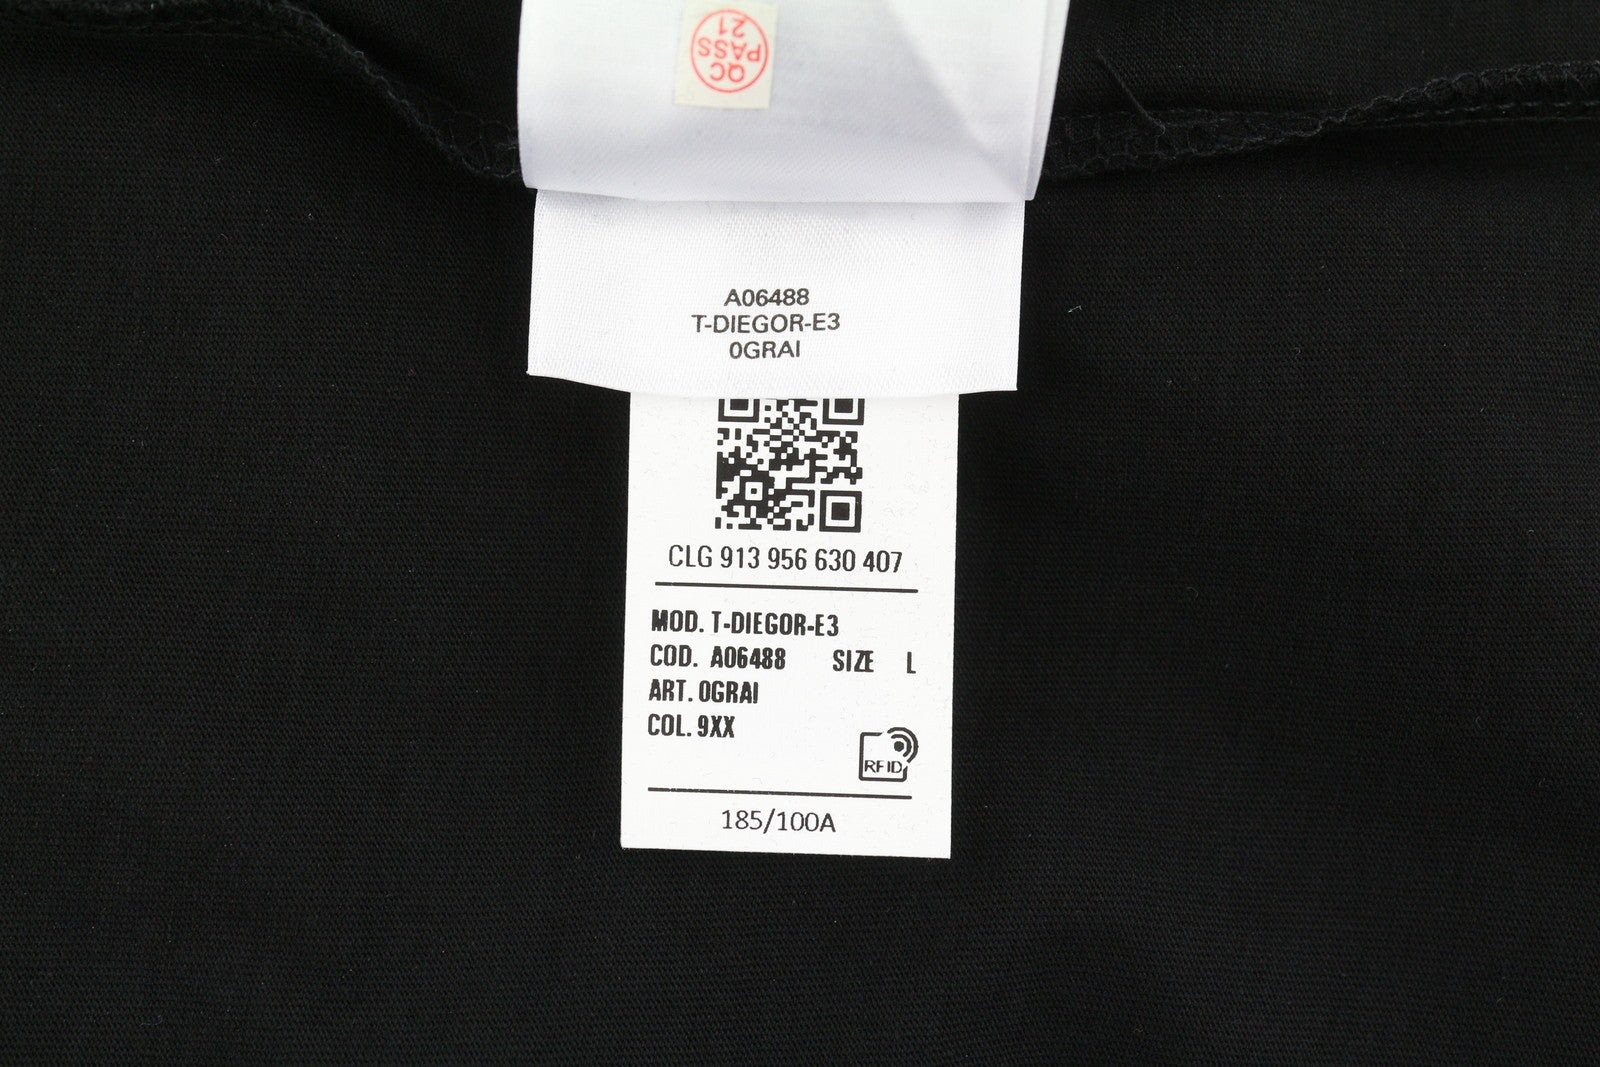 QC
PASS
21
A06488
T-DIEGOR-E3
0GRAI
CLG 913 956 630 407
MOD. T-DIEGOR-E3
COD. A06488 SIZE L
ART. 0GRAI
COL. 9XX
RFID
185/100A